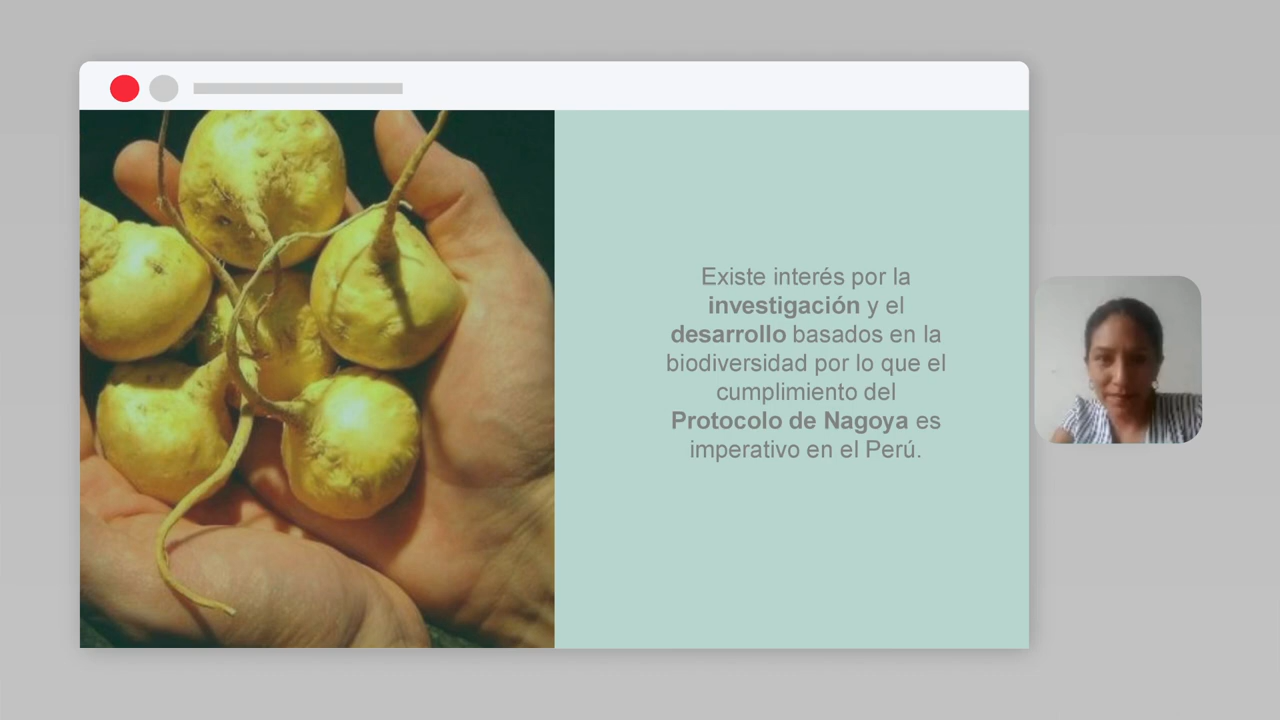 Existe interés por la
investigación y el
desarrollo basados en la
biodiversidad por lo que el
cumplimiento del
Protocolo de Nagoya es
imperativo en el Perú.